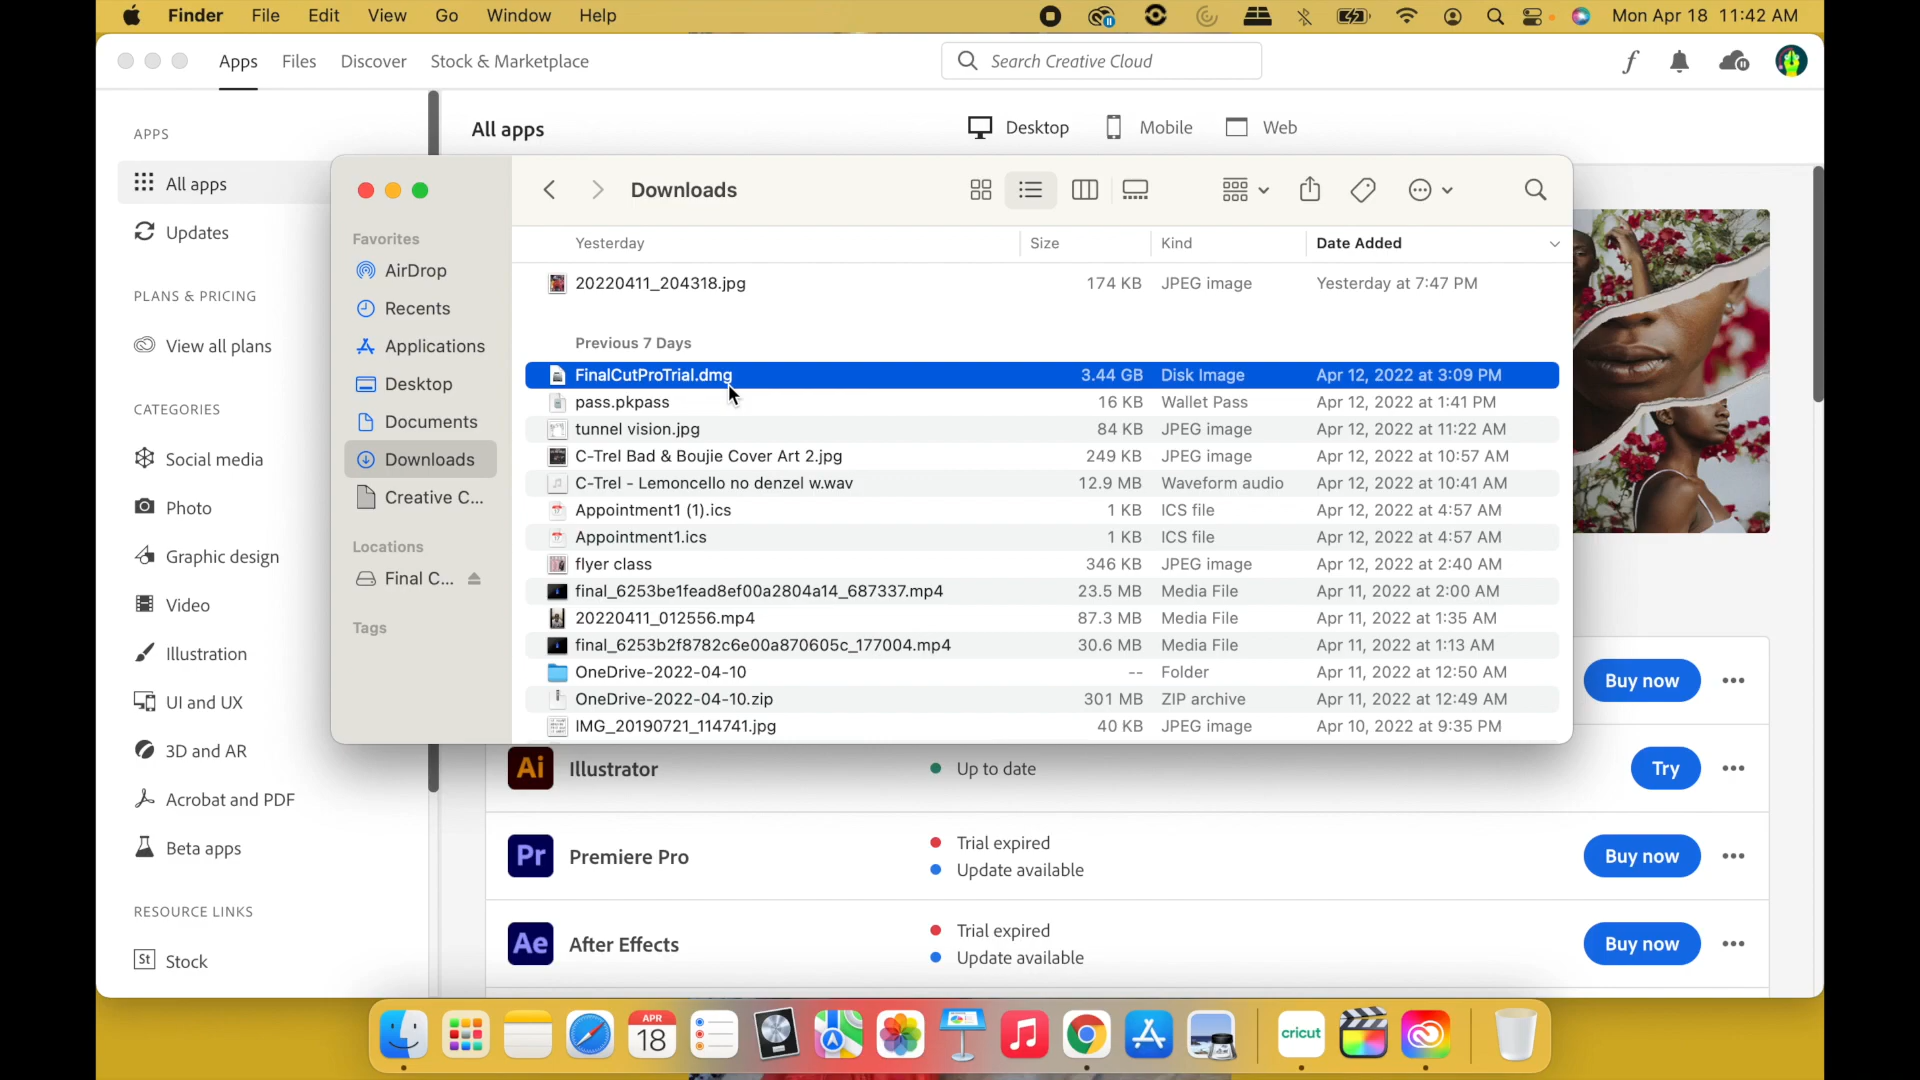 Finder File Edit View Go Window Help Mon Apr 18 11:42 AM
Apps Files Discover Stock & Marketplace Search Creative Cloud
APPS
All apps
Updates
PLANS & PRICING
View all plans
CATEGORIES
Social media
Photo
Graphic design
Video
Illustration
UI and UX
3D and AR
Acrobat and PDF
Beta apps
RESOURCE LINKS
St Stock
All apps Desktop Mobile Web
Favorites
AirDrop
Recents
Applications
Desktop
Documents
Downloads
Creative C...
Locations
Final C...
Tags
Downloads
Yesterday Size Kind Date Added
20220411_204318.jpg 174 KB JPEG image Yesterday at 7:47 PM
Previous 7 Days
FinalCutProTrial.dmg 3.44 GB Disk Image Apr 12, 2022 at 3:09 PM
pass.pkpass 16 KB Wallet Pass Apr 12, 2022 at 1:41 PM
tunnel vision.jpg 84 KB JPEG image Apr 12, 2022 at 11:22 AM
C-Trel Bad & Boujie Cover Art 2.jpg 249 KB JPEG image Apr 12, 2022 at 10:57 AM
C-Trel - Lemoncello no denzel w.wav 12.9 MB Waveform audio Apr 12, 2022 at 10:41 AM
Appointment1 (1).ics 1 KB ICS file Apr 12, 2022 at 4:57 AM
Appointment1.ics 1 KB ICS file Apr 12, 2022 at 4:57 AM
flyer class 346 KB JPEG image Apr 12, 2022 at 2:40 AM
final_6253be1fead8ef00a2804a14_687337.mp4 23.5 MB Media File Apr 11, 2022 at 2:00 AM
20220411_012556.mp4 87.3 MB Media File Apr 11, 2022 at 1:35 AM
final_6253b2f8782c6e00a870605c_177004.mp4 30.6 MB Media File Apr 11, 2022 at 1:13 AM
OneDrive-2022-04-10 -- Folder Apr 11, 2022 at 12:50 AM
OneDrive-2022-04-10.zip 301 MB ZIP archive Apr 11, 2022 at 12:49 AM
IMG_20190721_114741.jpg 40 KB JPEG image Apr 10, 2022 at 9:35 PM
Buy now
Ai Illustrator Up to date Try
Pr Premiere Pro Trial expired Buy now
Update available
Ae After Effects Trial expired Buy now
Update available
APR
18
cricut